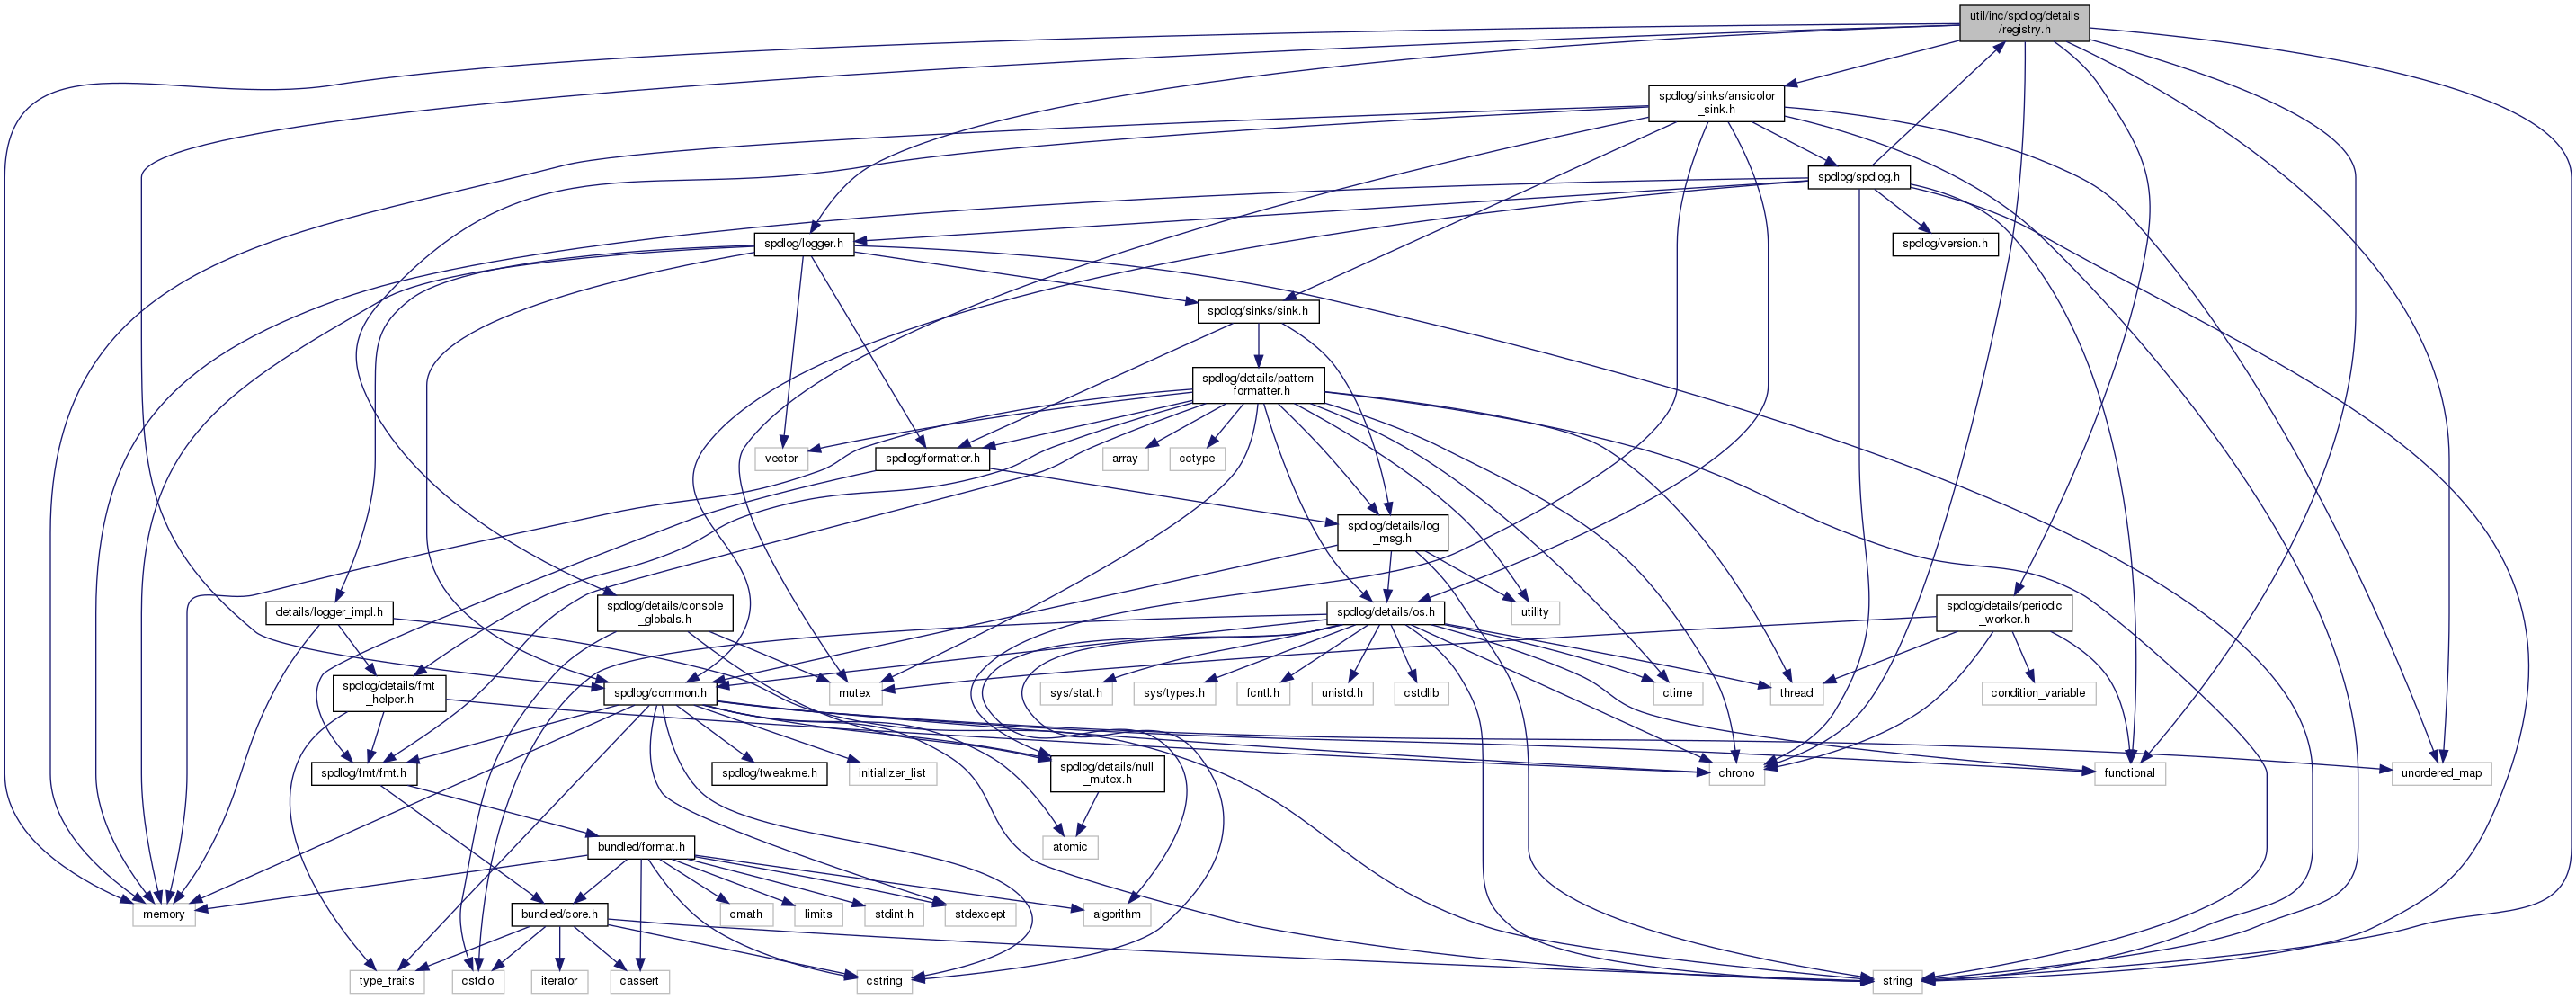 util/inc/spdlog/details
/registry.h
spdlog/sinks/ansicolor
_sink.h
spdlog/spdlog.h
spdlog/logger.h
spdlog/version.h
spdlog/sinks/sink.h
spdlog/details/pattern
_formatter.h
vector
spdlog/formatter.h
array
cctype
spdlog/details/log
_msg.h
details/logger_impl.h
spdlog/details/console
_globals.h
spdlog/details/os.h
utility
spdlog/details/periodic
_worker.h
spdlog/details/fmt
_helper.h
spdlog/common.h
mutex
sys/stat.h
sys/types.h
fcntl.h
unistd.h
cstdlib
ctime
thread
condition_variable
spdlog/fmt/fmt.h
spdlog/tweakme.h
initializer_list
spdlog/details/null
_mutex.h
chrono
functional
unordered_map
bundled/format.h
atomic
memory
bundled/core.h
cmath
limits
stdint.h
stdexcept
algorithm
type_traits
cstdio
iterator
cassert
cstring
string